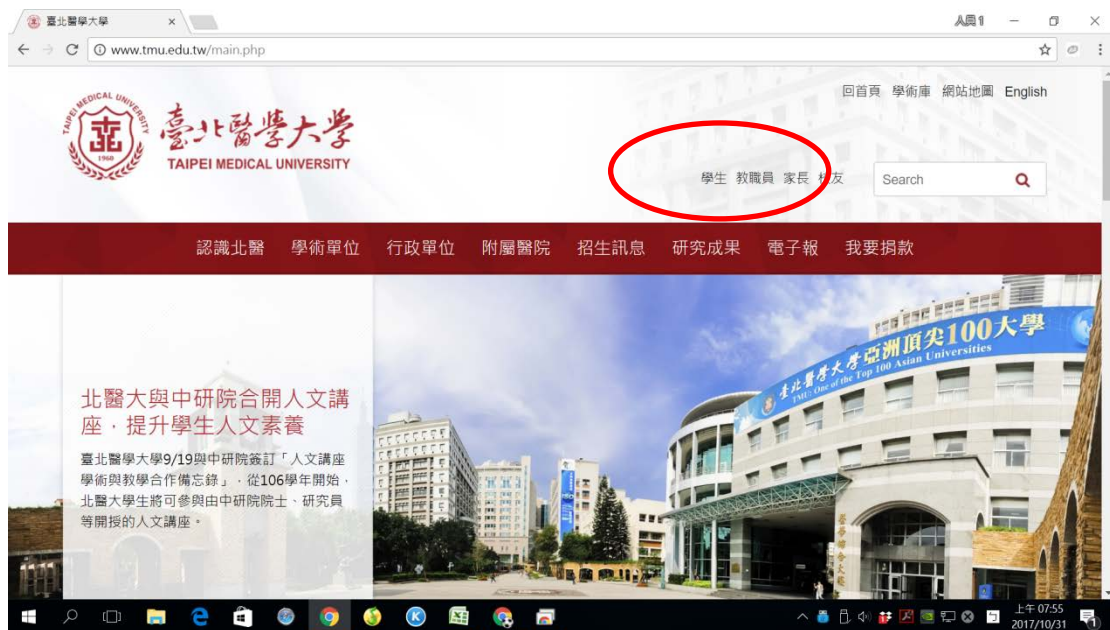 臺北醫學大學
人員1
www.tmu.edu.tw/main.php
回首頁 學術庫 網站地圖 English
TAIPEI MEDICAL UNIVERSITY
1960
臺北醫學大學
TAIPEI MEDICAL UNIVERSITY
學生 教職員 家長 校友
Search
認識北醫 學術單位 行政單位 附屬醫院 招生訊息 研究成果 電子報 我要捐款
臺北醫學大學 亞洲頂尖100大學
TMU: One of the Top 100 Asian Universities
北醫大與中研院合開人文講
座，提升學生人文素養
臺北醫學大學9/19與中研院簽訂「人文講座
學術與教學合作備忘錄」，從106學年開始，
北醫大學生將可參與由中研院院士、研究員
等開授的人文講座。
上午 07:55
2017/10/31